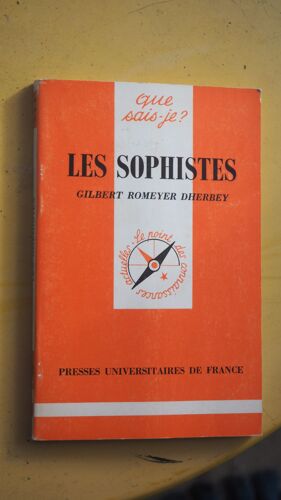 que
sais-je?
LES SOPHISTES
GILBERT ROMEYER DHERBEY
Le point
des connaissances
actuelles
PRESSES UNIVERSITAIRES DE FRANCE